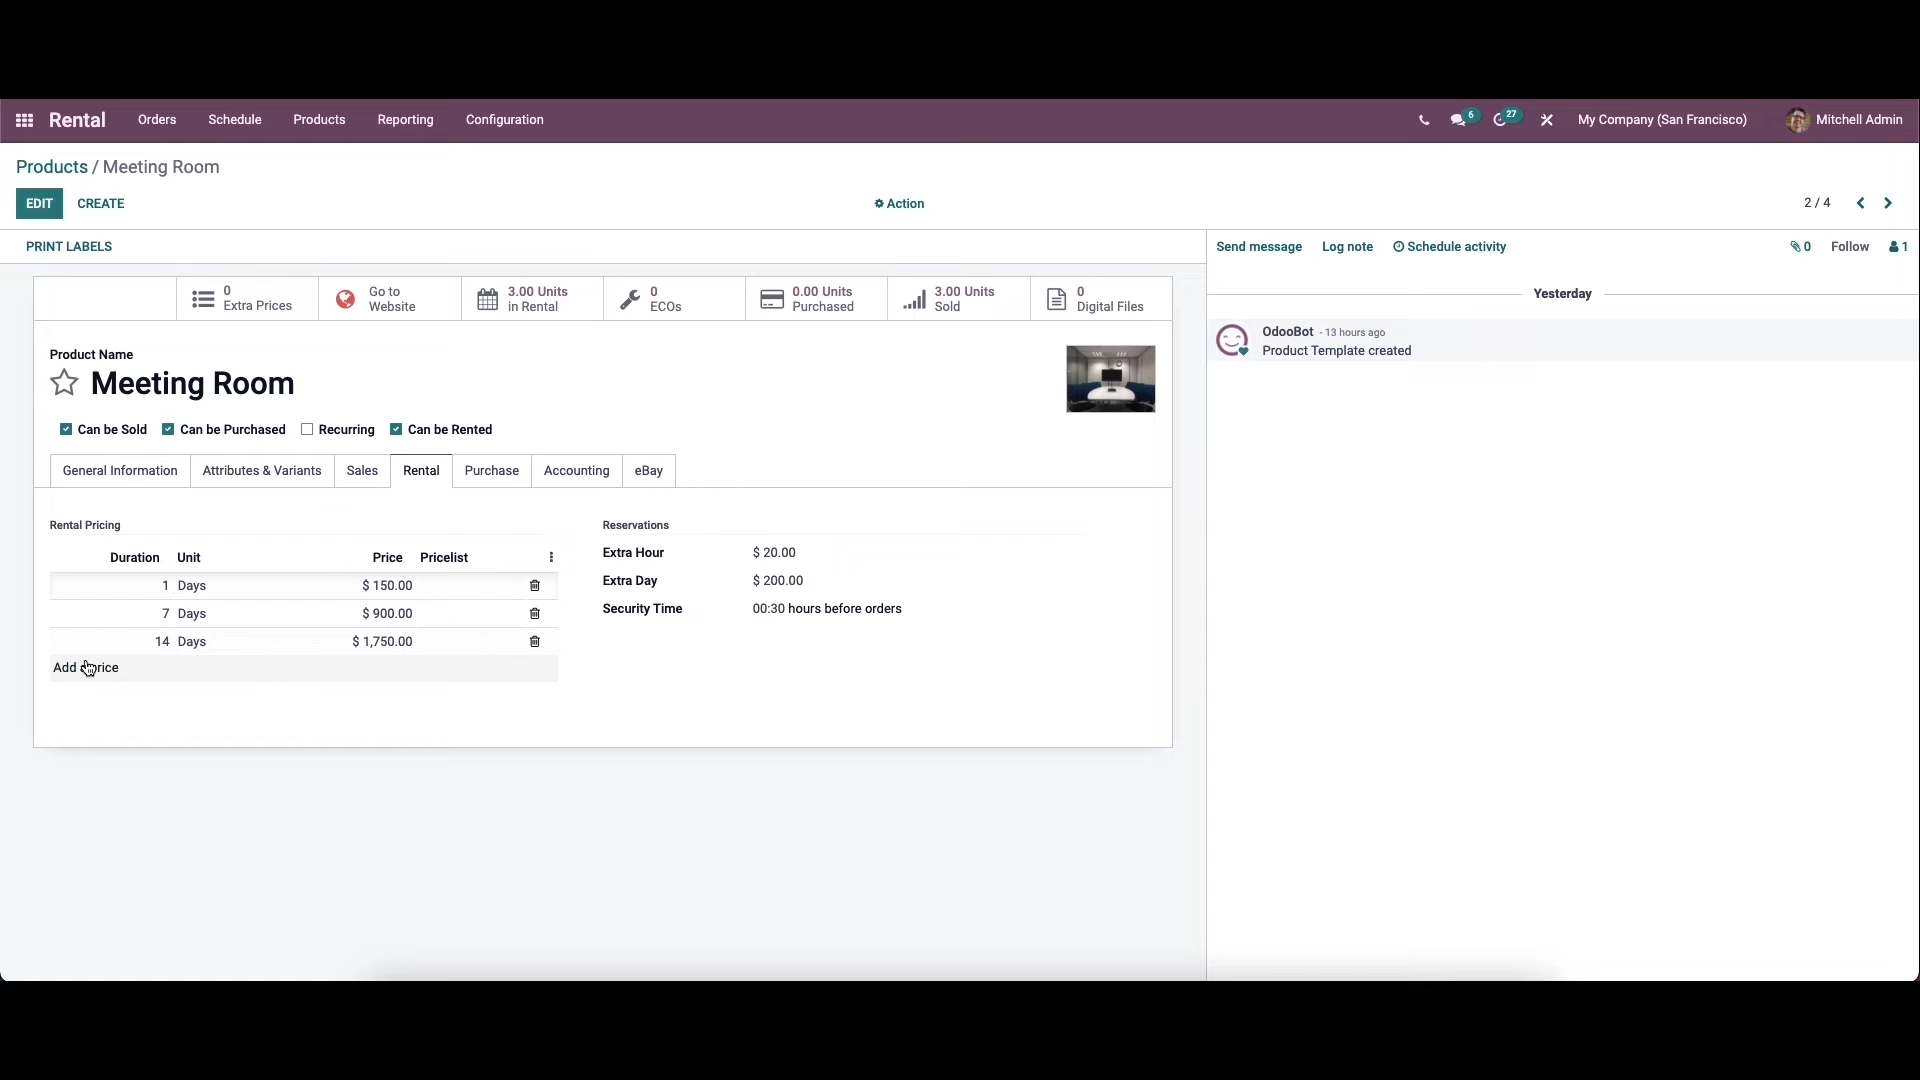 Rental Orders Schedule Products Reporting Configuration 6 27 My Company (San Francisco) Mitchell Admin
Products / Meeting Room
EDIT CREATE Action 2 / 4
PRINT LABELS Send message Log note Schedule activity 0 Follow 1
0
Extra Prices
Go to
Website
3.00 Units
in Rental
0
ECOs
0.00 Units
Purchased
3.00 Units
Sold
0
Digital Files
Yesterday
OdooBot - 13 hours ago
Product Template created
Product Name
Meeting Room
Can be Sold Can be Purchased Recurring Can be Rented
General Information Attributes & Variants Sales Rental Purchase Accounting eBay
Rental Pricing
Duration Unit Price Pricelist
1 Days $ 150.00
7 Days $ 900.00
14 Days $ 1,750.00
Add price
Reservations
Extra Hour $ 20.00
Extra Day $ 200.00
Security Time 00:30 hours before orders